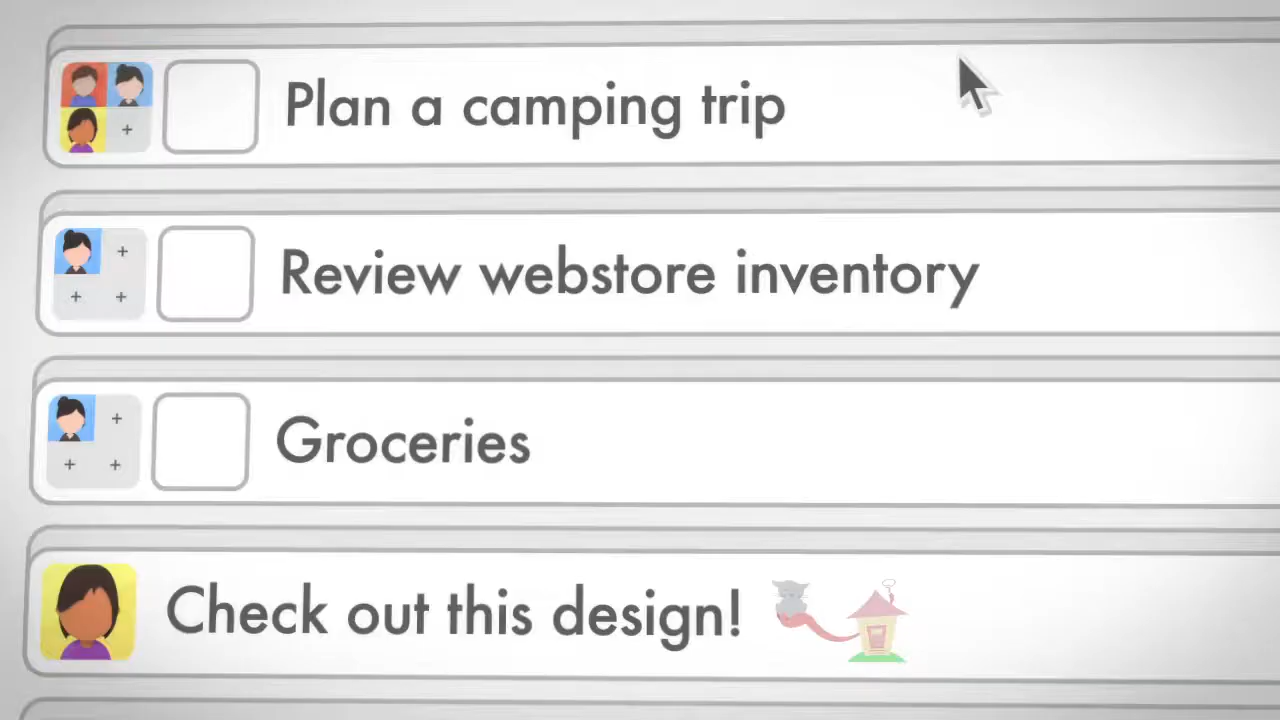 Plan a camping trip
Review webstore inventory
Groceries
Check out this design!